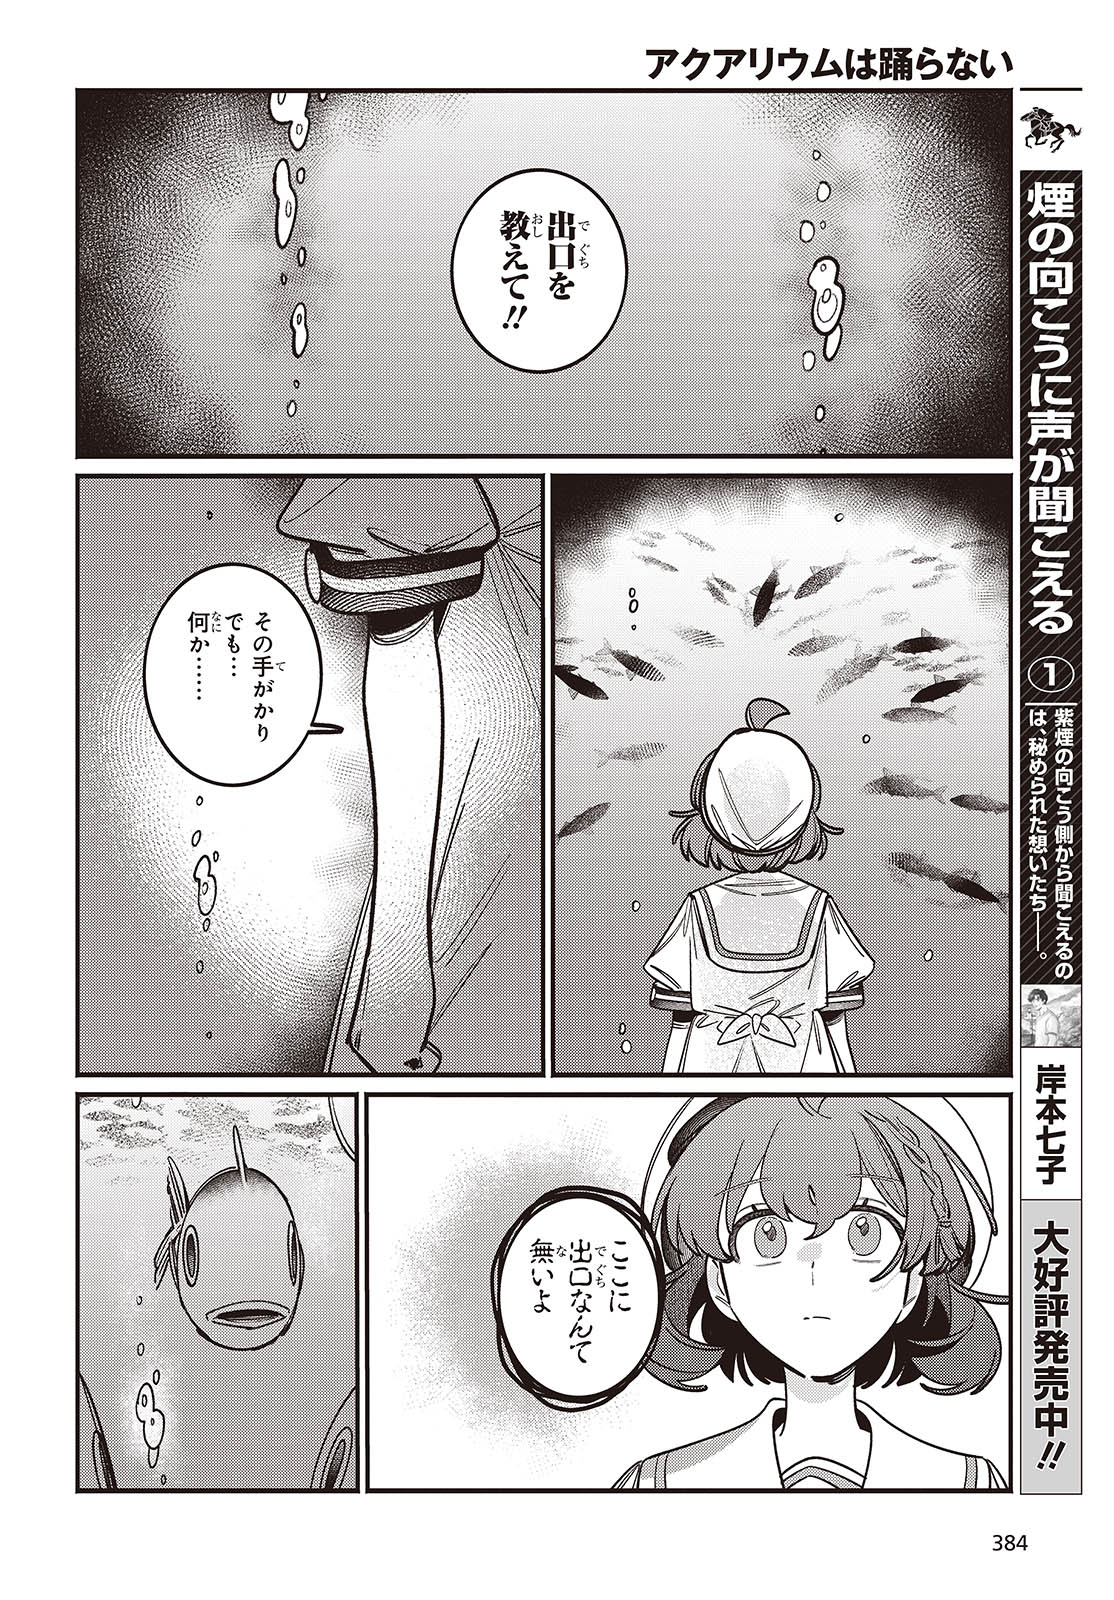 アクアリウムは踊らない
出口を
教えて!!
その手がかり
でも…
何か……
ここに
出口なんて
無いよ
煙の向こうに声が聞こえる ①
紫煙の向こう側から聞こえるの
は、秘められた想いたち――。
岸本七子
大好評発売中!!
384